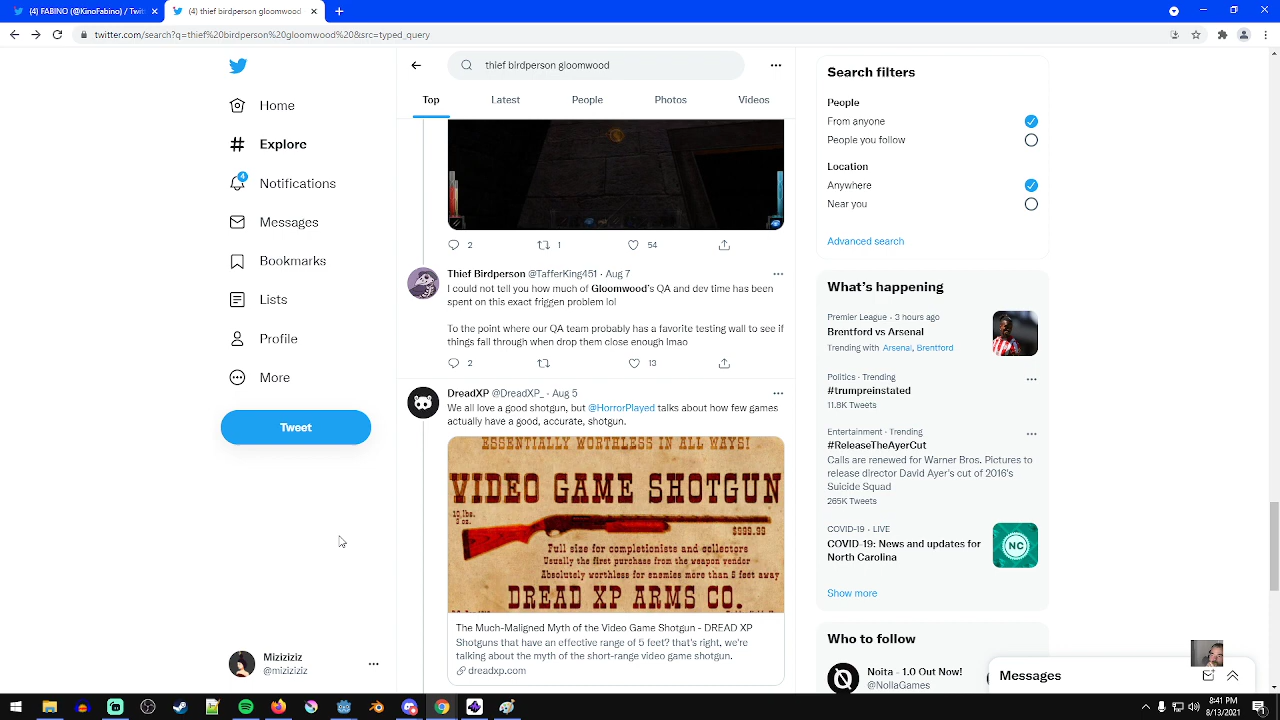 (4) FABINO (@KinoFabino) / Twitter
(4) thief birdperson gloomwood
twitter.com/search?q=thief%20birdperson%20gloomwood%20&src=typed_query
thief birdperson gloomwood
Top
Latest
People
Photos
Videos
Home
Explore
4
Notifications
Messages
Bookmarks
Lists
Profile
More
Tweet
Miziziziz
@miziziziz
2
1
54
Thief Birdperson @TafferKing451 · Aug 7
I could not tell you how much of Gloomwood's QA and dev time has been
spent on this exact friggen problem lol
To the point where our QA team probably has a favorite testing wall to see if
things fall through when drop them close enough lmao
2
13
DreadXP @DreadXP_ · Aug 5
We all love a good shotgun, but @HorrorPlayed talks about how few games
actually have a good, accurate, shotgun.
ESSENTIALLY WORTHLESS IN ALL WAYS!
VIDEO GAME SHOTGUN
10 lbs.
9 oz.
$999.99
Full size for completionists and collectors
Usually the first purchase from the weapon vendor
Absolutely worthless for enemies more than 5 feet away
DREAD XP ARMS CO.
The Much-Maligned Myth of the Video Game Shotgun - DREAD XP
Shotguns that have an effective range of 5 feet? that's right, we're
talking about the myth of the short-range video game shotgun.
dreadxp.com
Search filters
People
From anyone
People you follow
Location
Anywhere
Near you
Advanced search
What's happening
Premier League · 3 hours ago
Brentford vs Arsenal
Trending with Arsenal, Brentford
Politics · Trending
#trumpreinstated
11.8K Tweets
Entertainment · Trending
#ReleaseTheAyerCut
Calls are renewed for Warner Bros. Pictures to
release director David Ayer's cut of 2016's
Suicide Squad
265K Tweets
COVID-19 · LIVE
COVID-19: News and updates for
North Carolina
NC
Show more
Who to follow
Noita - 1.0 Out Now!
@NollaGames
Messages
8:41 PM
8/13/2021